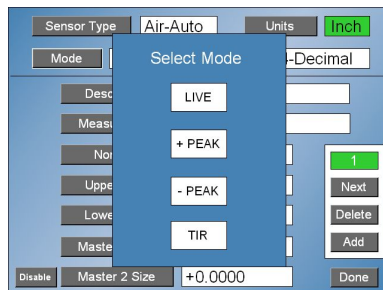 Sensor Type Air-Auto Units Inch
Mode Select Mode -Decimal
Desc LIVE
Measu
+ PEAK
Nor 1
Uppe - PEAK Next
Lowe Delete
Maste TIR Add
Disable Master 2 Size +0.0000 Done